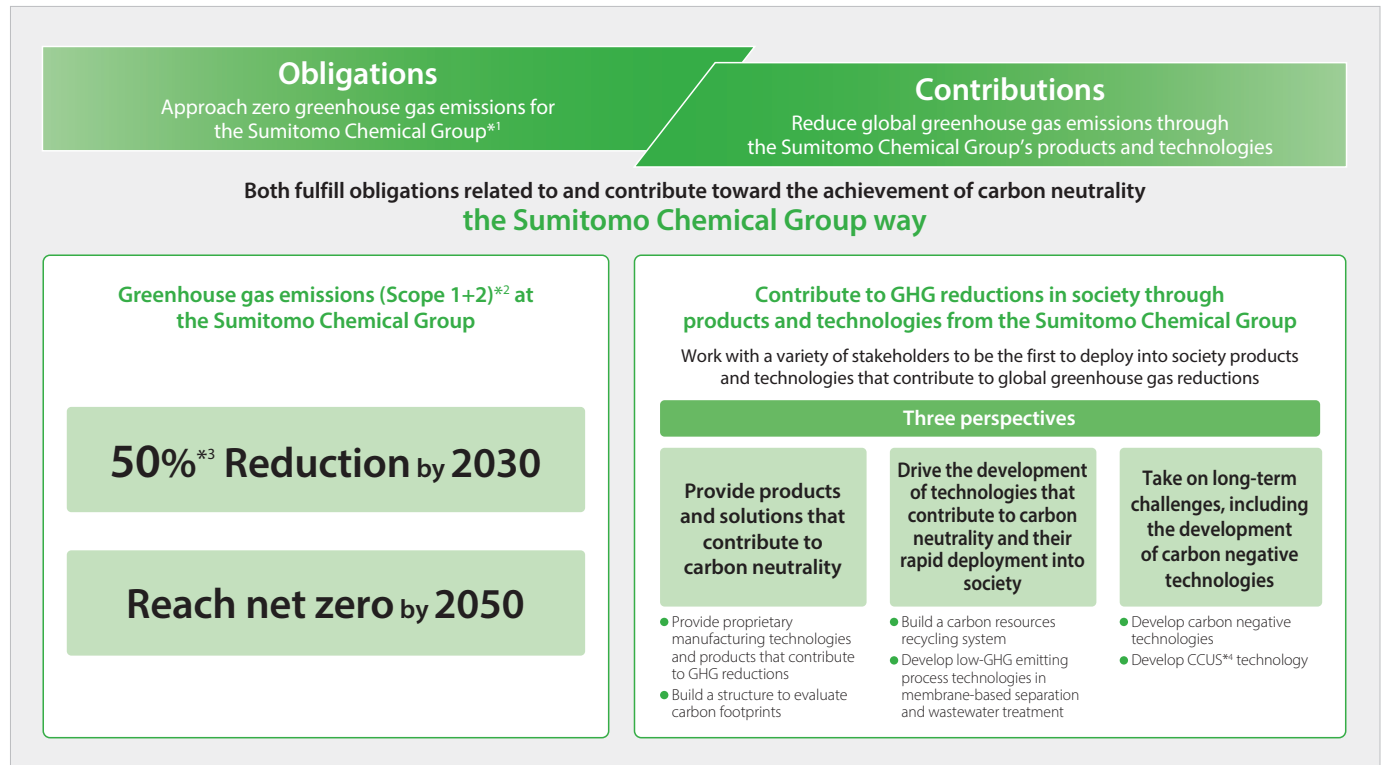 Obligations
Approach zero greenhouse gas emissions for
the Sumitomo Chemical Group*1
Contributions
Reduce global greenhouse gas emissions through
the Sumitomo Chemical Group's products and technologies
Both fulfill obligations related to and contribute toward the achievement of carbon neutrality
the Sumitomo Chemical Group way
Greenhouse gas emissions (Scope 1+2)*2 at
the Sumitomo Chemical Group
50%*3 Reduction by 2030
Reach net zero by 2050
Contribute to GHG reductions in society through
products and technologies from the Sumitomo Chemical Group
Work with a variety of stakeholders to be the first to deploy into society products
and technologies that contribute to global greenhouse gas reductions
Three perspectives
Provide products
and solutions that
contribute to
carbon neutrality
● Provide proprietary
manufacturing technologies
and products that contribute
to GHG reductions
● Build a structure to evaluate
carbon footprints
Drive the development
of technologies that
contribute to carbon
neutrality and their
rapid deployment into
society
● Build a carbon resources
recycling system
● Develop low-GHG emitting
process technologies in
membrane-based separation
and wastewater treatment
Take on long-term
challenges, including
the development
of carbon negative
technologies
● Develop carbon negative
technologies
● Develop CCUS*4 technology